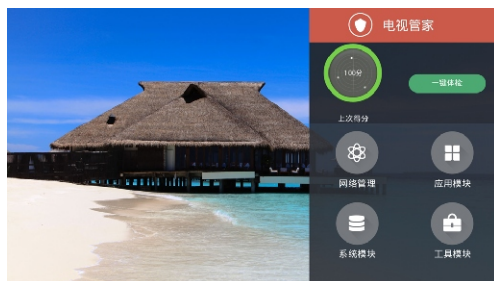 电视管家
100分
一键体检
上次得分
网络管理
应用模块
系统模块
工具模块